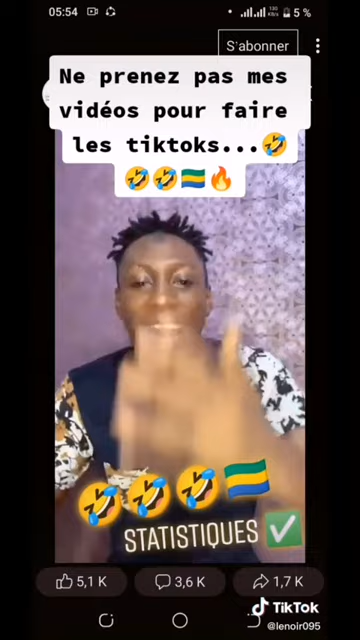 05:54
5 %
S'abonner
Ne prenez pas mes
vidéos pour faire
les tiktoks...🤣
🤣🤣🇬🇦🔥
🤣🤣🤣🇬🇦
STATISTIQUES ✅
5,1 K
3,6 K
1,7 K
TikTok
@lenoir095